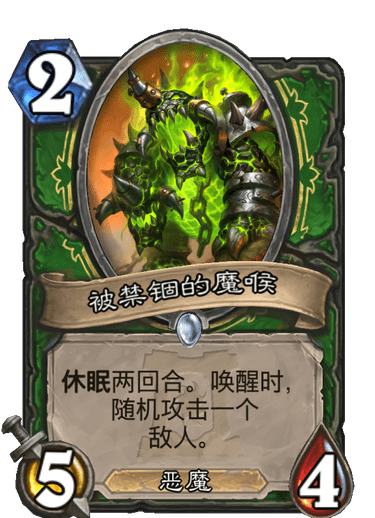 2
被禁锢的魔喉
休眠两回合。唤醒时,
随机攻击一个
敌人。
5
恶魔
4